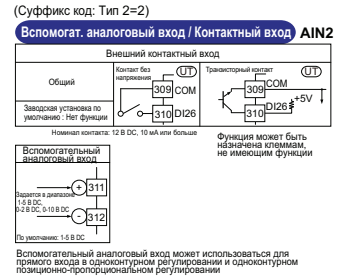 (Суффикс код: Тип 2=2)
Вспомогат. аналоговый вход / Контактный вход AIN2
Внешний контактный вход
Общий
Контакт без напряжения
UT
309 COM
310 DI26
Транзисторный контакт
UT
309 COM
+5V
310 DI26
Заводская установка по
умолчанию : Нет функции
Номинал контакта: 12 В DC, 10 мА или больше
Функция может быть
назначена клеммам,
не имеющим функции
Вспомогательный
аналоговый вход
+ 311
Задается в диапазоне
1-5 В DC,
0-2 В DC, 0-10 В DC
- 312
По умолчанию: 1-5 В DC
Вспомогательный аналоговый вход может использоваться для
прямого входа в одноконтурном регулировании и одноконтурном
позиционно-пропорциональном регулировании